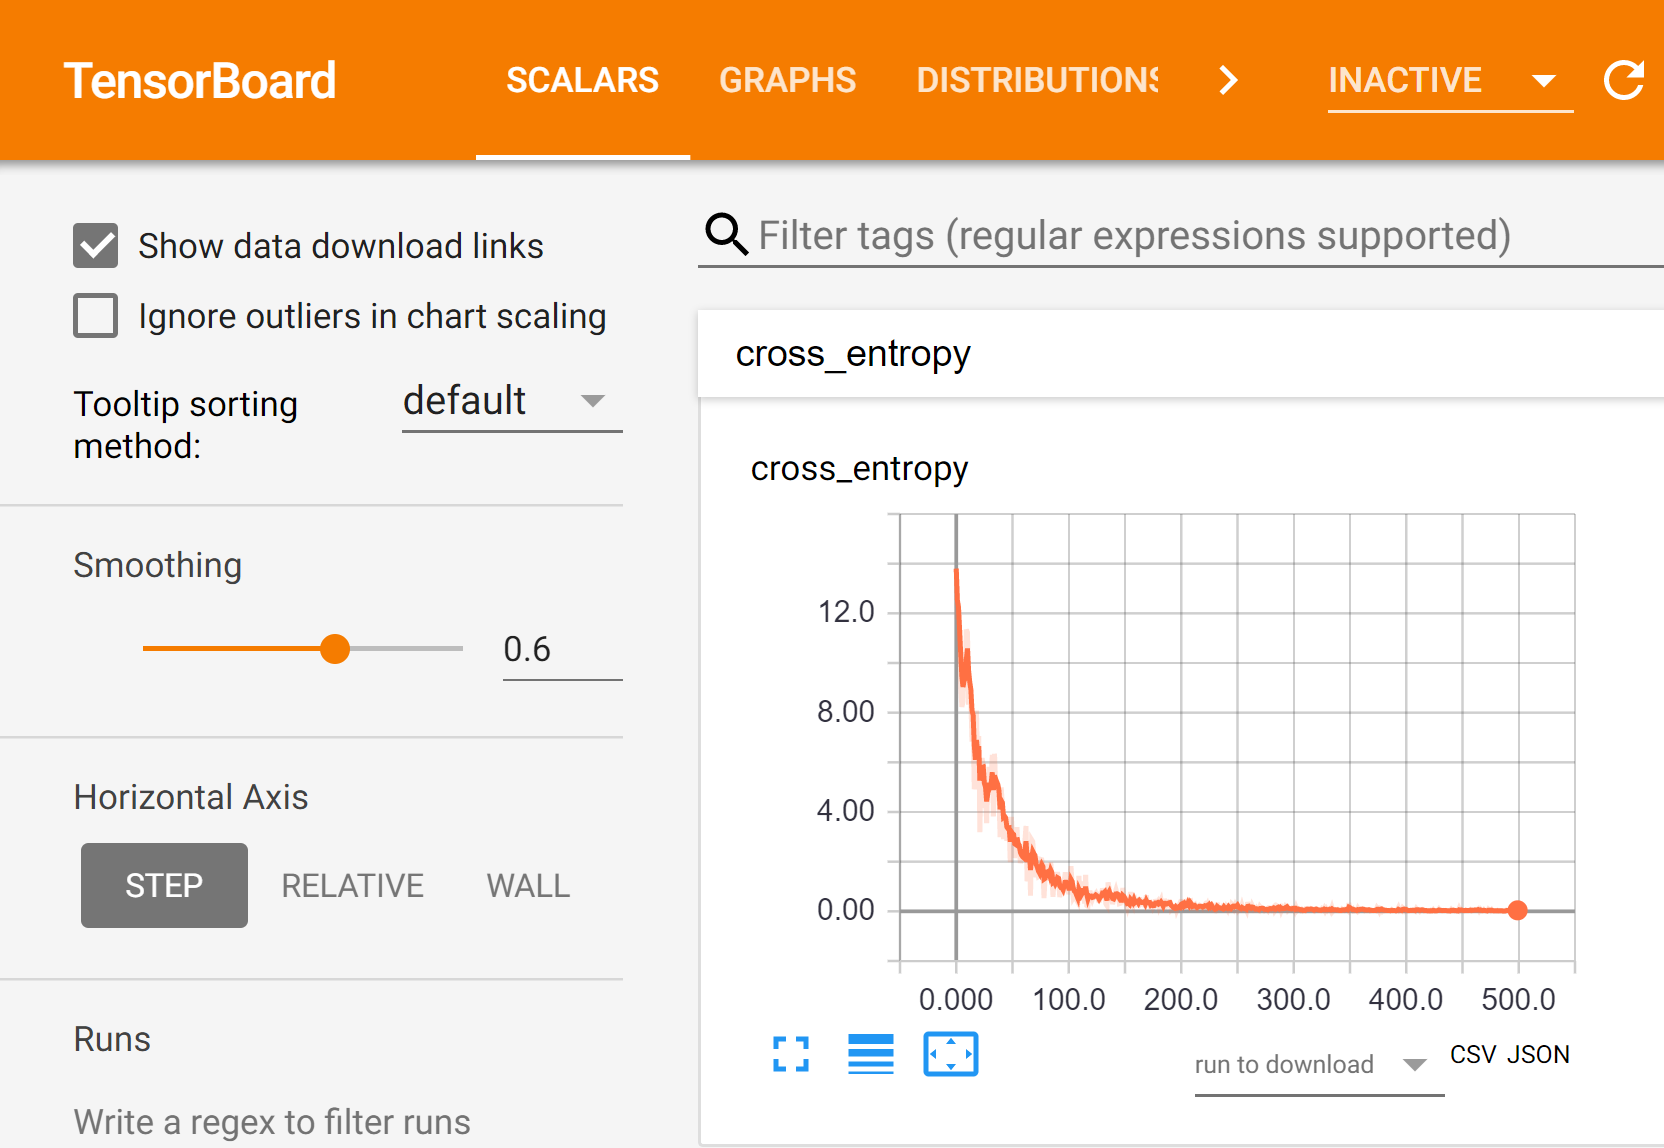 TensorBoard SCALARS GRAPHS DISTRIBUTIONS INACTIVE
Show data download links
Ignore outliers in chart scaling
Tooltip sorting
method:
default
Smoothing
0.6
Horizontal Axis
STEP RELATIVE WALL
Runs
Write a regex to filter runs
Filter tags (regular expressions supported)
cross_entropy
cross_entropy
12.0
8.00
4.00
0.00
0.000 100.0 200.0 300.0 400.0 500.0
run to download CSV JSON